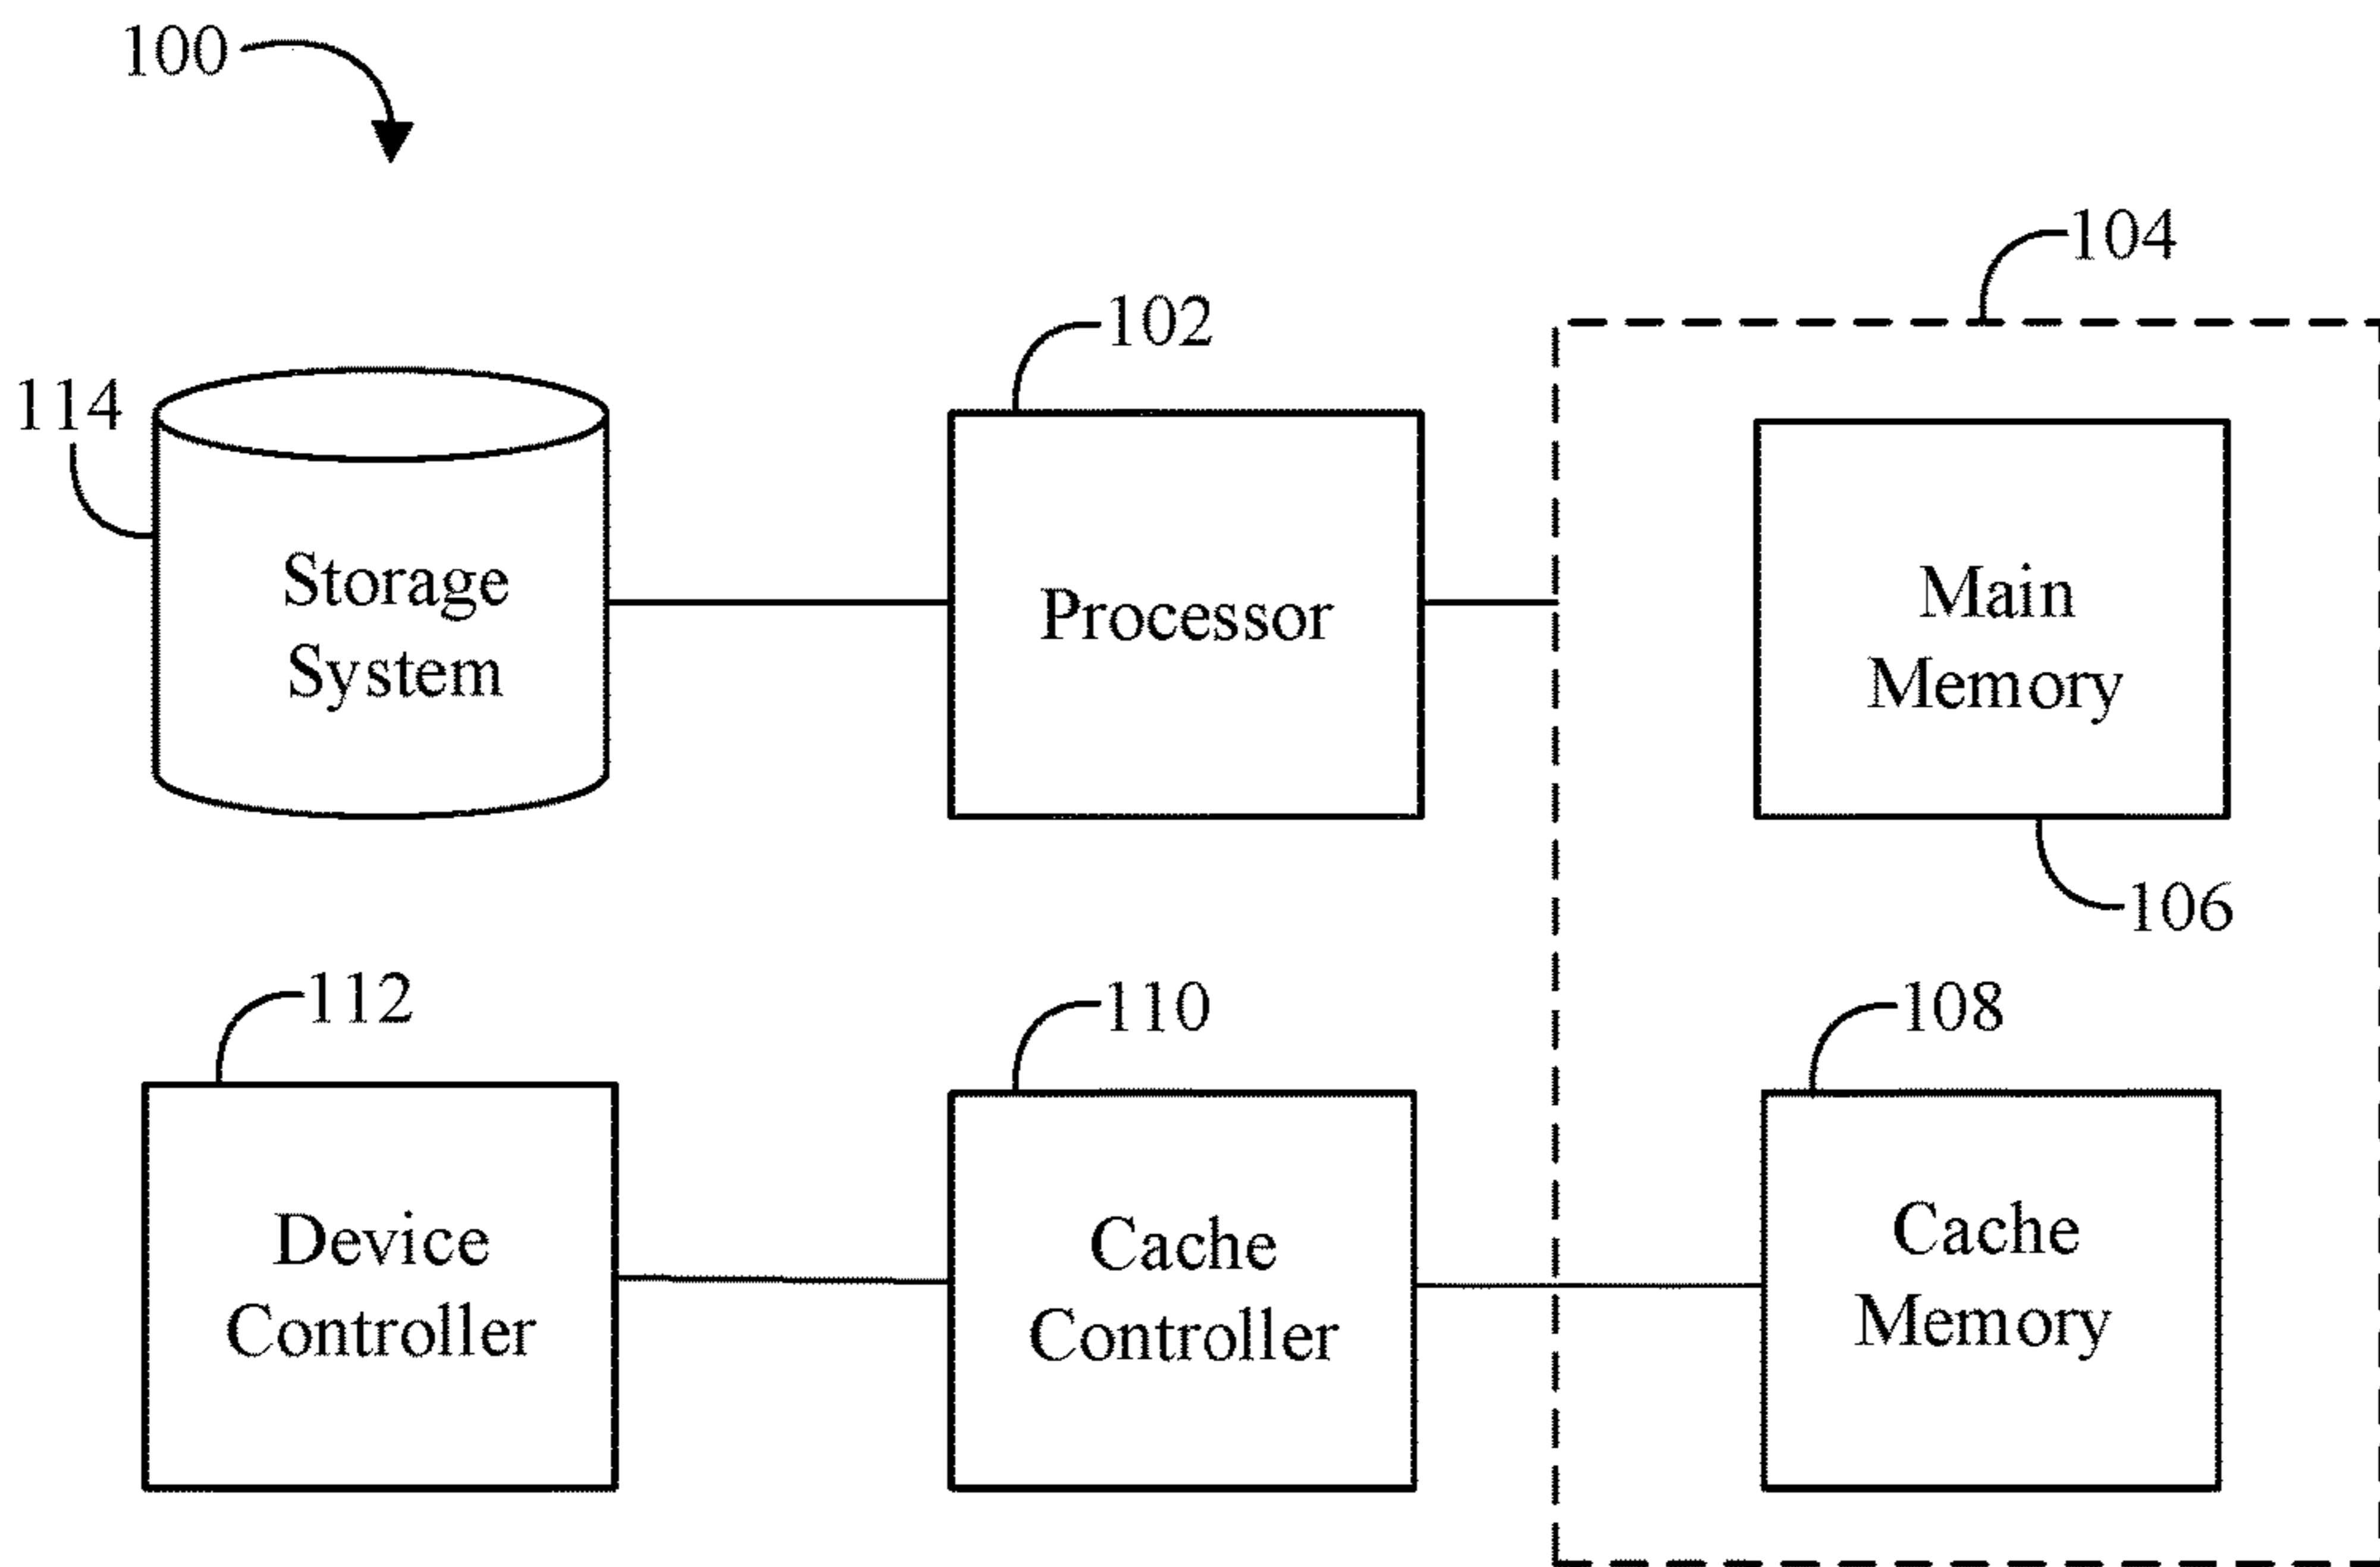 100
104
102
114
Storage
System
Processor
Main
Memory
106
112
110
108
Device
Controller
Cache
Controller
Cache
Memory